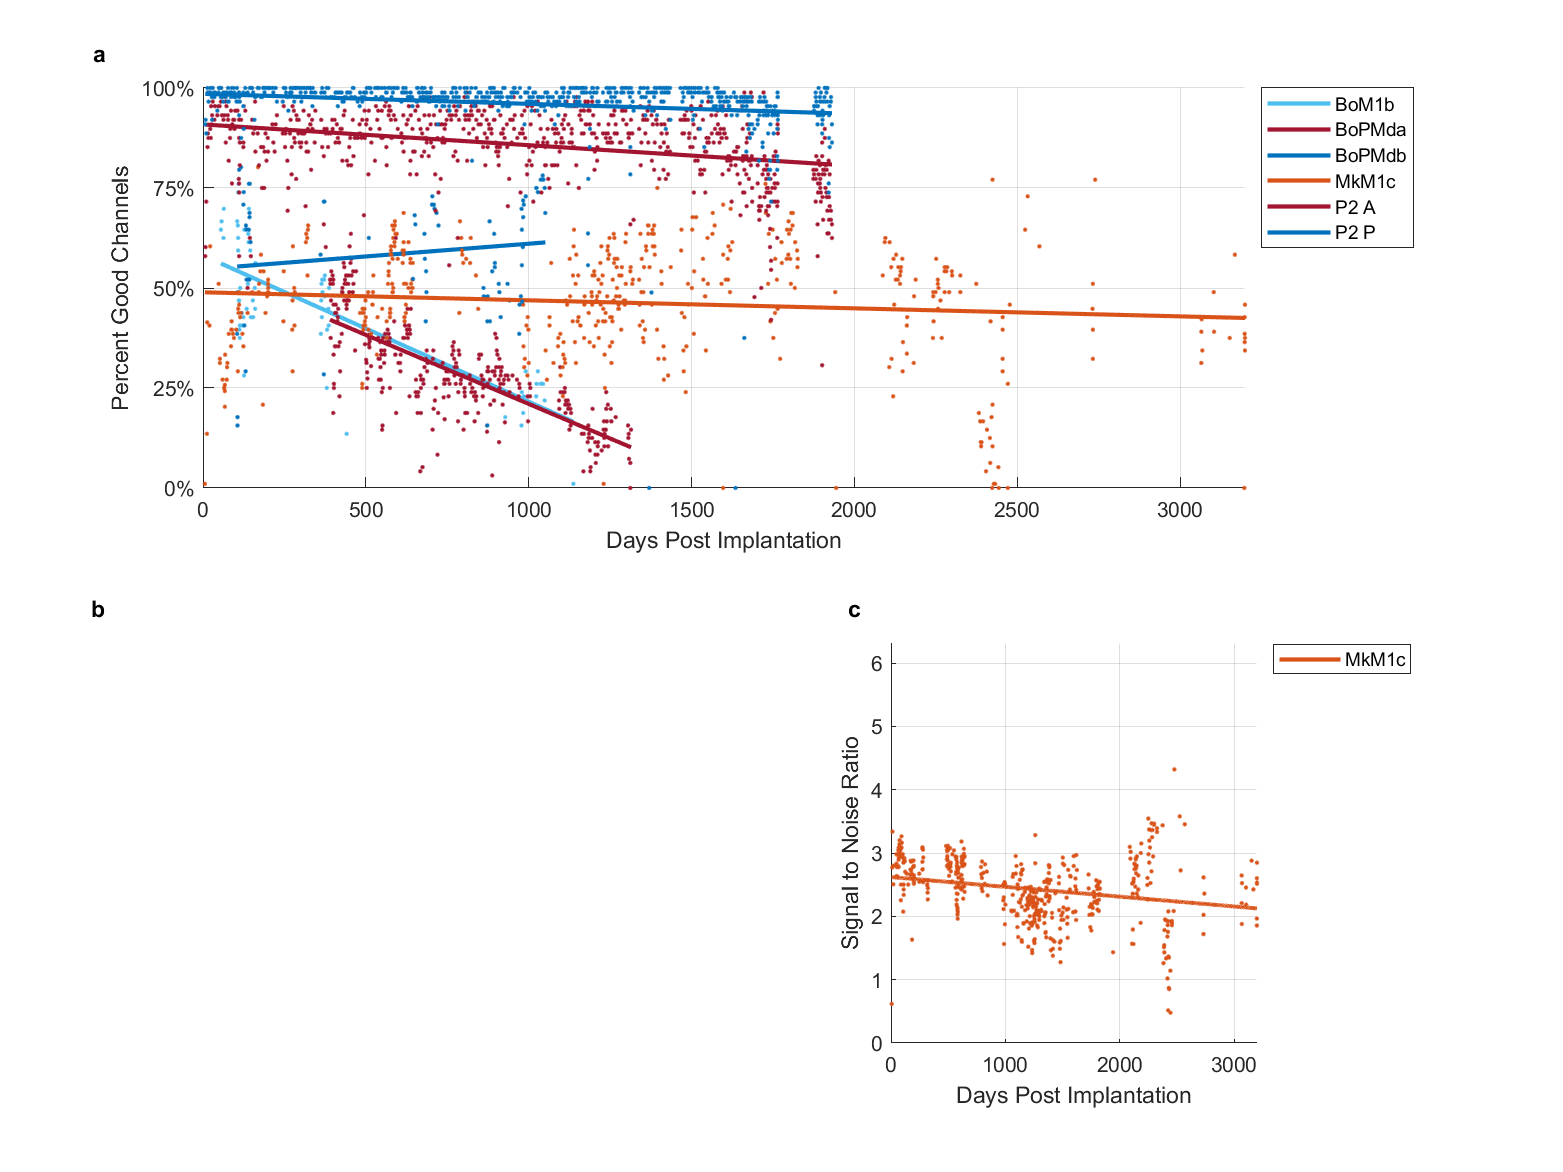 a
100%
75%
50%
25%
0%
Percent Good Channels
0 500 1000 1500 2000 2500 3000
Days Post Implantation
BoM1b
BoPMda
BoPMdb
MkM1c
P2 A
P2 P
b
c
6
5
4
3
2
1
0
Signal to Noise Ratio
0 1000 2000 3000
Days Post Implantation
MkM1c